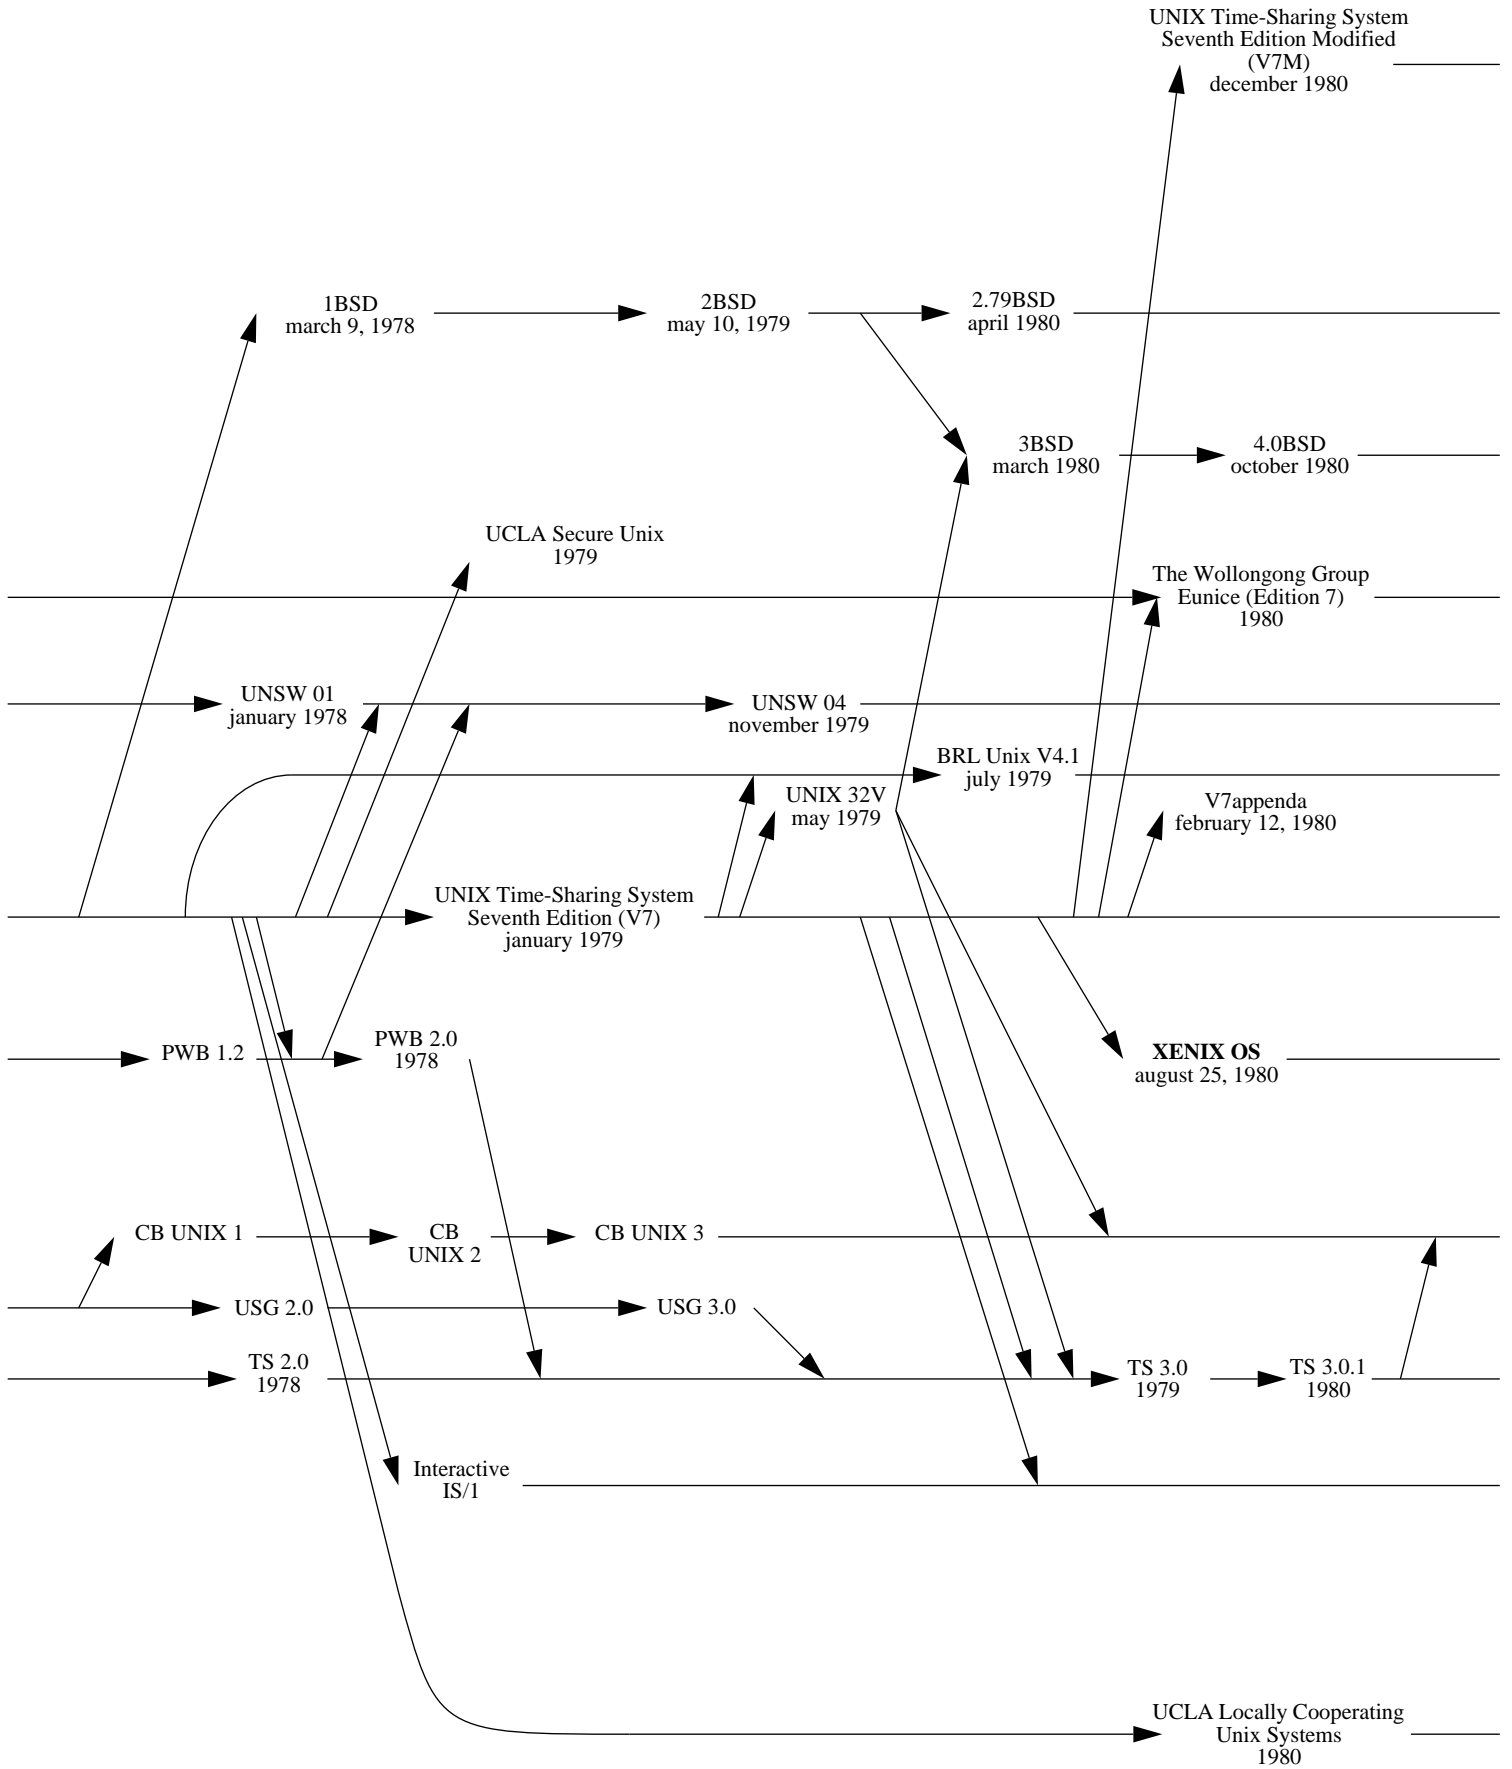 UNIX Time-Sharing System
Seventh Edition Modified
(V7M)
december 1980
1BSD
march 9, 1978
2BSD
may 10, 1979
2.79BSD
april 1980
3BSD
march 1980
4.0BSD
october 1980
UCLA Secure Unix
1979
The Wollongong Group
Eunice (Edition 7)
1980
UNSW 01
january 1978
UNSW 04
november 1979
BRL Unix V4.1
july 1979
UNIX 32V
may 1979
V7appenda
february 12, 1980
UNIX Time-Sharing System
Seventh Edition (V7)
january 1979
PWB 1.2
PWB 2.0
1978
XENIX OS
august 25, 1980
CB UNIX 1
CB
UNIX 2
CB UNIX 3
USG 2.0
USG 3.0
TS 2.0
1978
TS 3.0
1979
TS 3.0.1
1980
Interactive
IS/1
UCLA Locally Cooperating
Unix Systems
1980